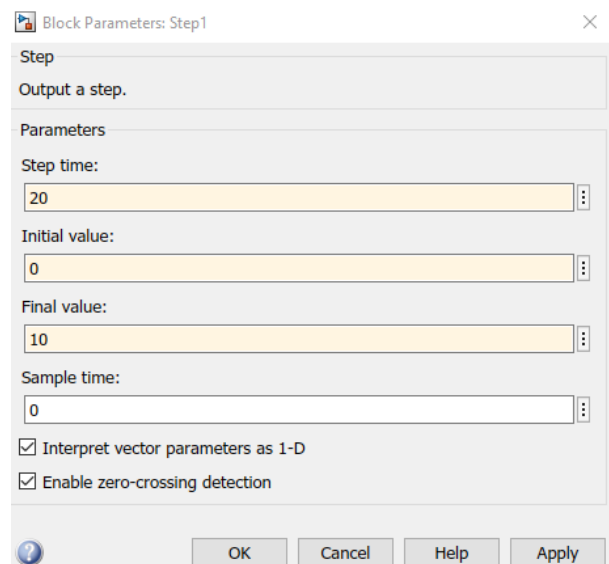 Block Parameters: Step1
Step
Output a step.
Parameters
Step time:
20
Initial value:
0
Final value:
10
Sample time:
0
Interpret vector parameters as 1-D
Enable zero-crossing detection
OK Cancel Help Apply